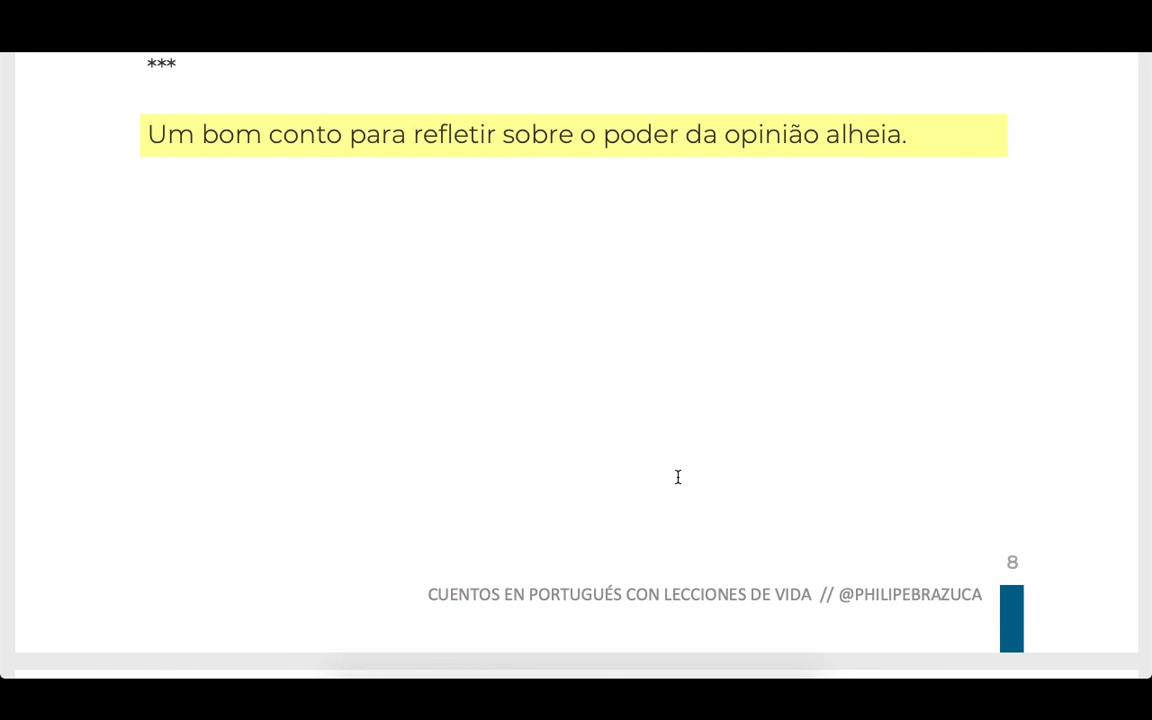 ***
Um bom conto para refletir sobre o poder da opinião alheia.
8
CUENTOS EN PORTUGUÉS CON LECCIONES DE VIDA // @PHILIPEBRAZUCA